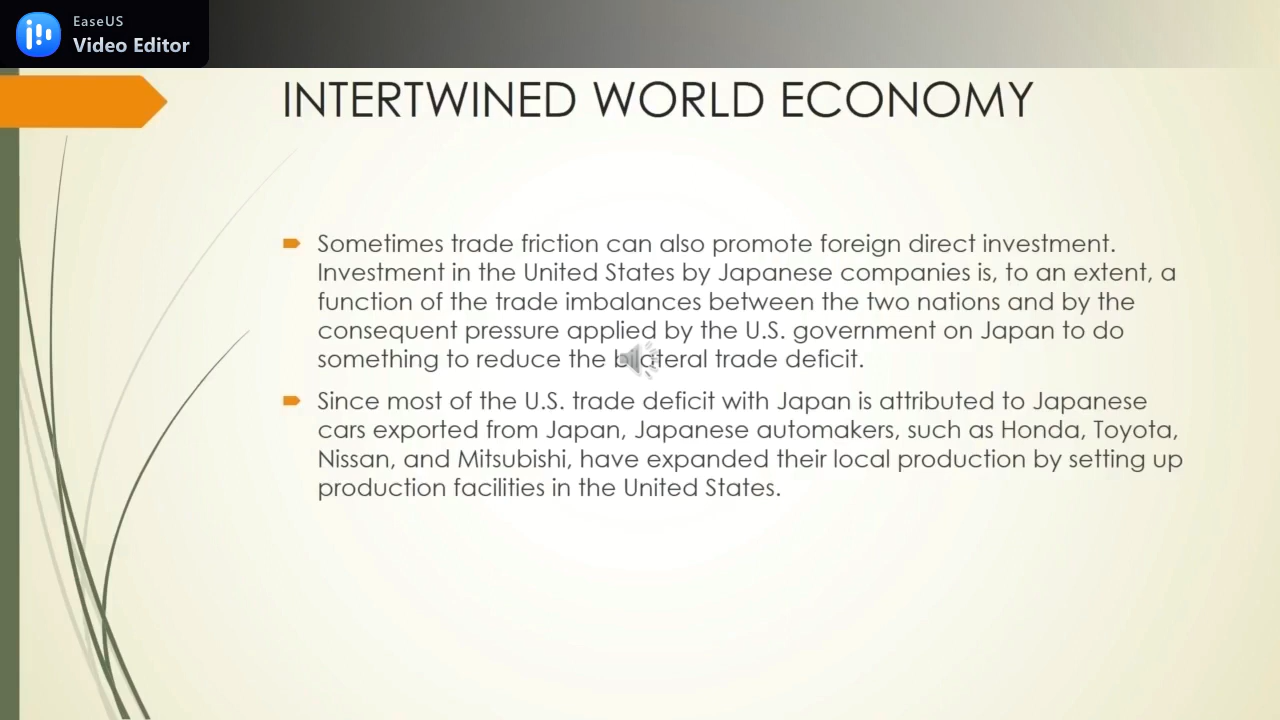 EaseUS
Video Editor
INTERTWINED WORLD ECONOMY
Sometimes trade friction can also promote foreign direct investment.
Investment in the United States by Japanese companies is, to an extent, a
function of the trade imbalances between the two nations and by the
consequent pressure applied by the U.S. government on Japan to do
something to reduce the bilateral trade deficit.
Since most of the U.S. trade deficit with Japan is attributed to Japanese
cars exported from Japan, Japanese automakers, such as Honda, Toyota,
Nissan, and Mitsubishi, have expanded their local production by setting up
production facilities in the United States.